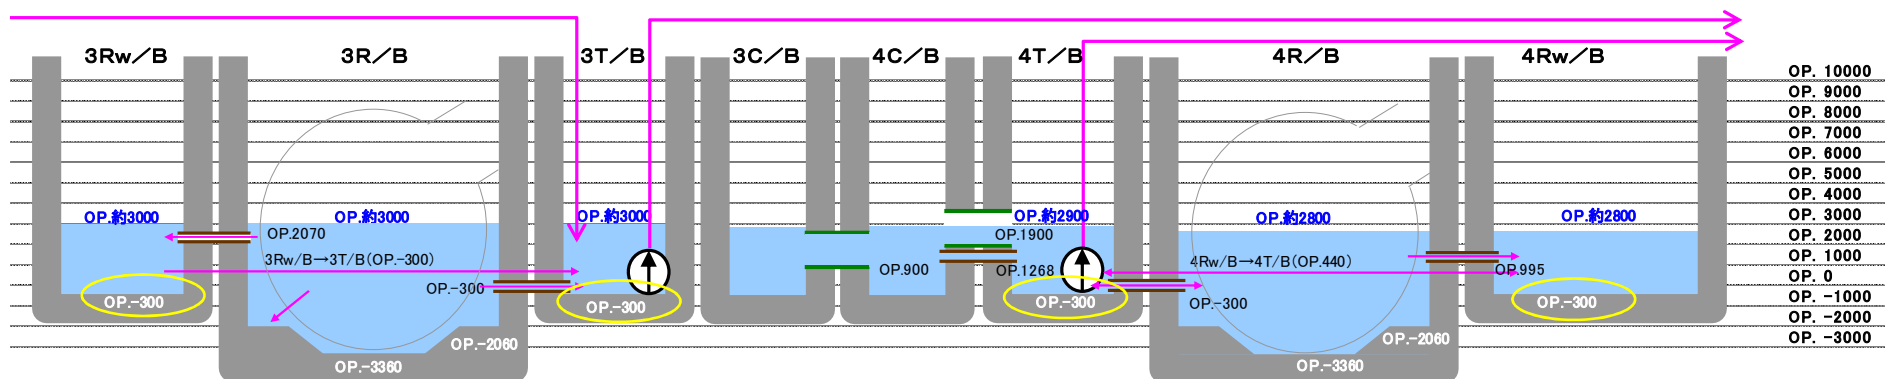 3Rw/B
3R/B
3T/B
3C/B
4C/B
4T/B
4R/B
4Rw/B
OP. 10000
OP. 9000
OP. 8000
OP. 7000
OP. 6000
OP. 5000
OP. 4000
OP. 3000
OP. 2000
OP. 1000
OP. 0
OP. -1000
OP. -2000
OP. -3000
OP.約3000
OP.約3000
OP.約3000
OP.約2900
OP.約2800
OP.約2800
OP.2070
OP.1900
3Rw/B→3T/B(OP.-300)
OP.900
OP.1268
4Rw/B→4T/B(OP.440)
OP.995
OP.-300
OP.-300
OP.-300
OP.-300
OP.-300
OP.-300
OP.-2060
OP.-2060
OP.-3360
OP.-3360